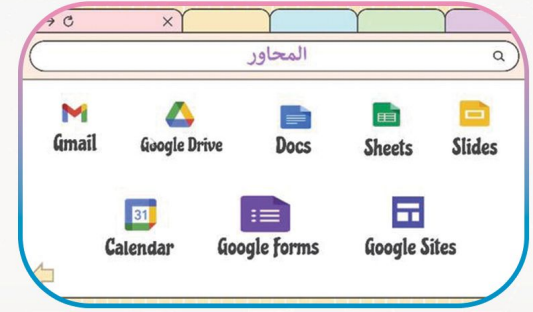 المحاور
Gmail
Google Drive
Docs
Sheets
Slides
31
Calendar
Google forms
Google Sites